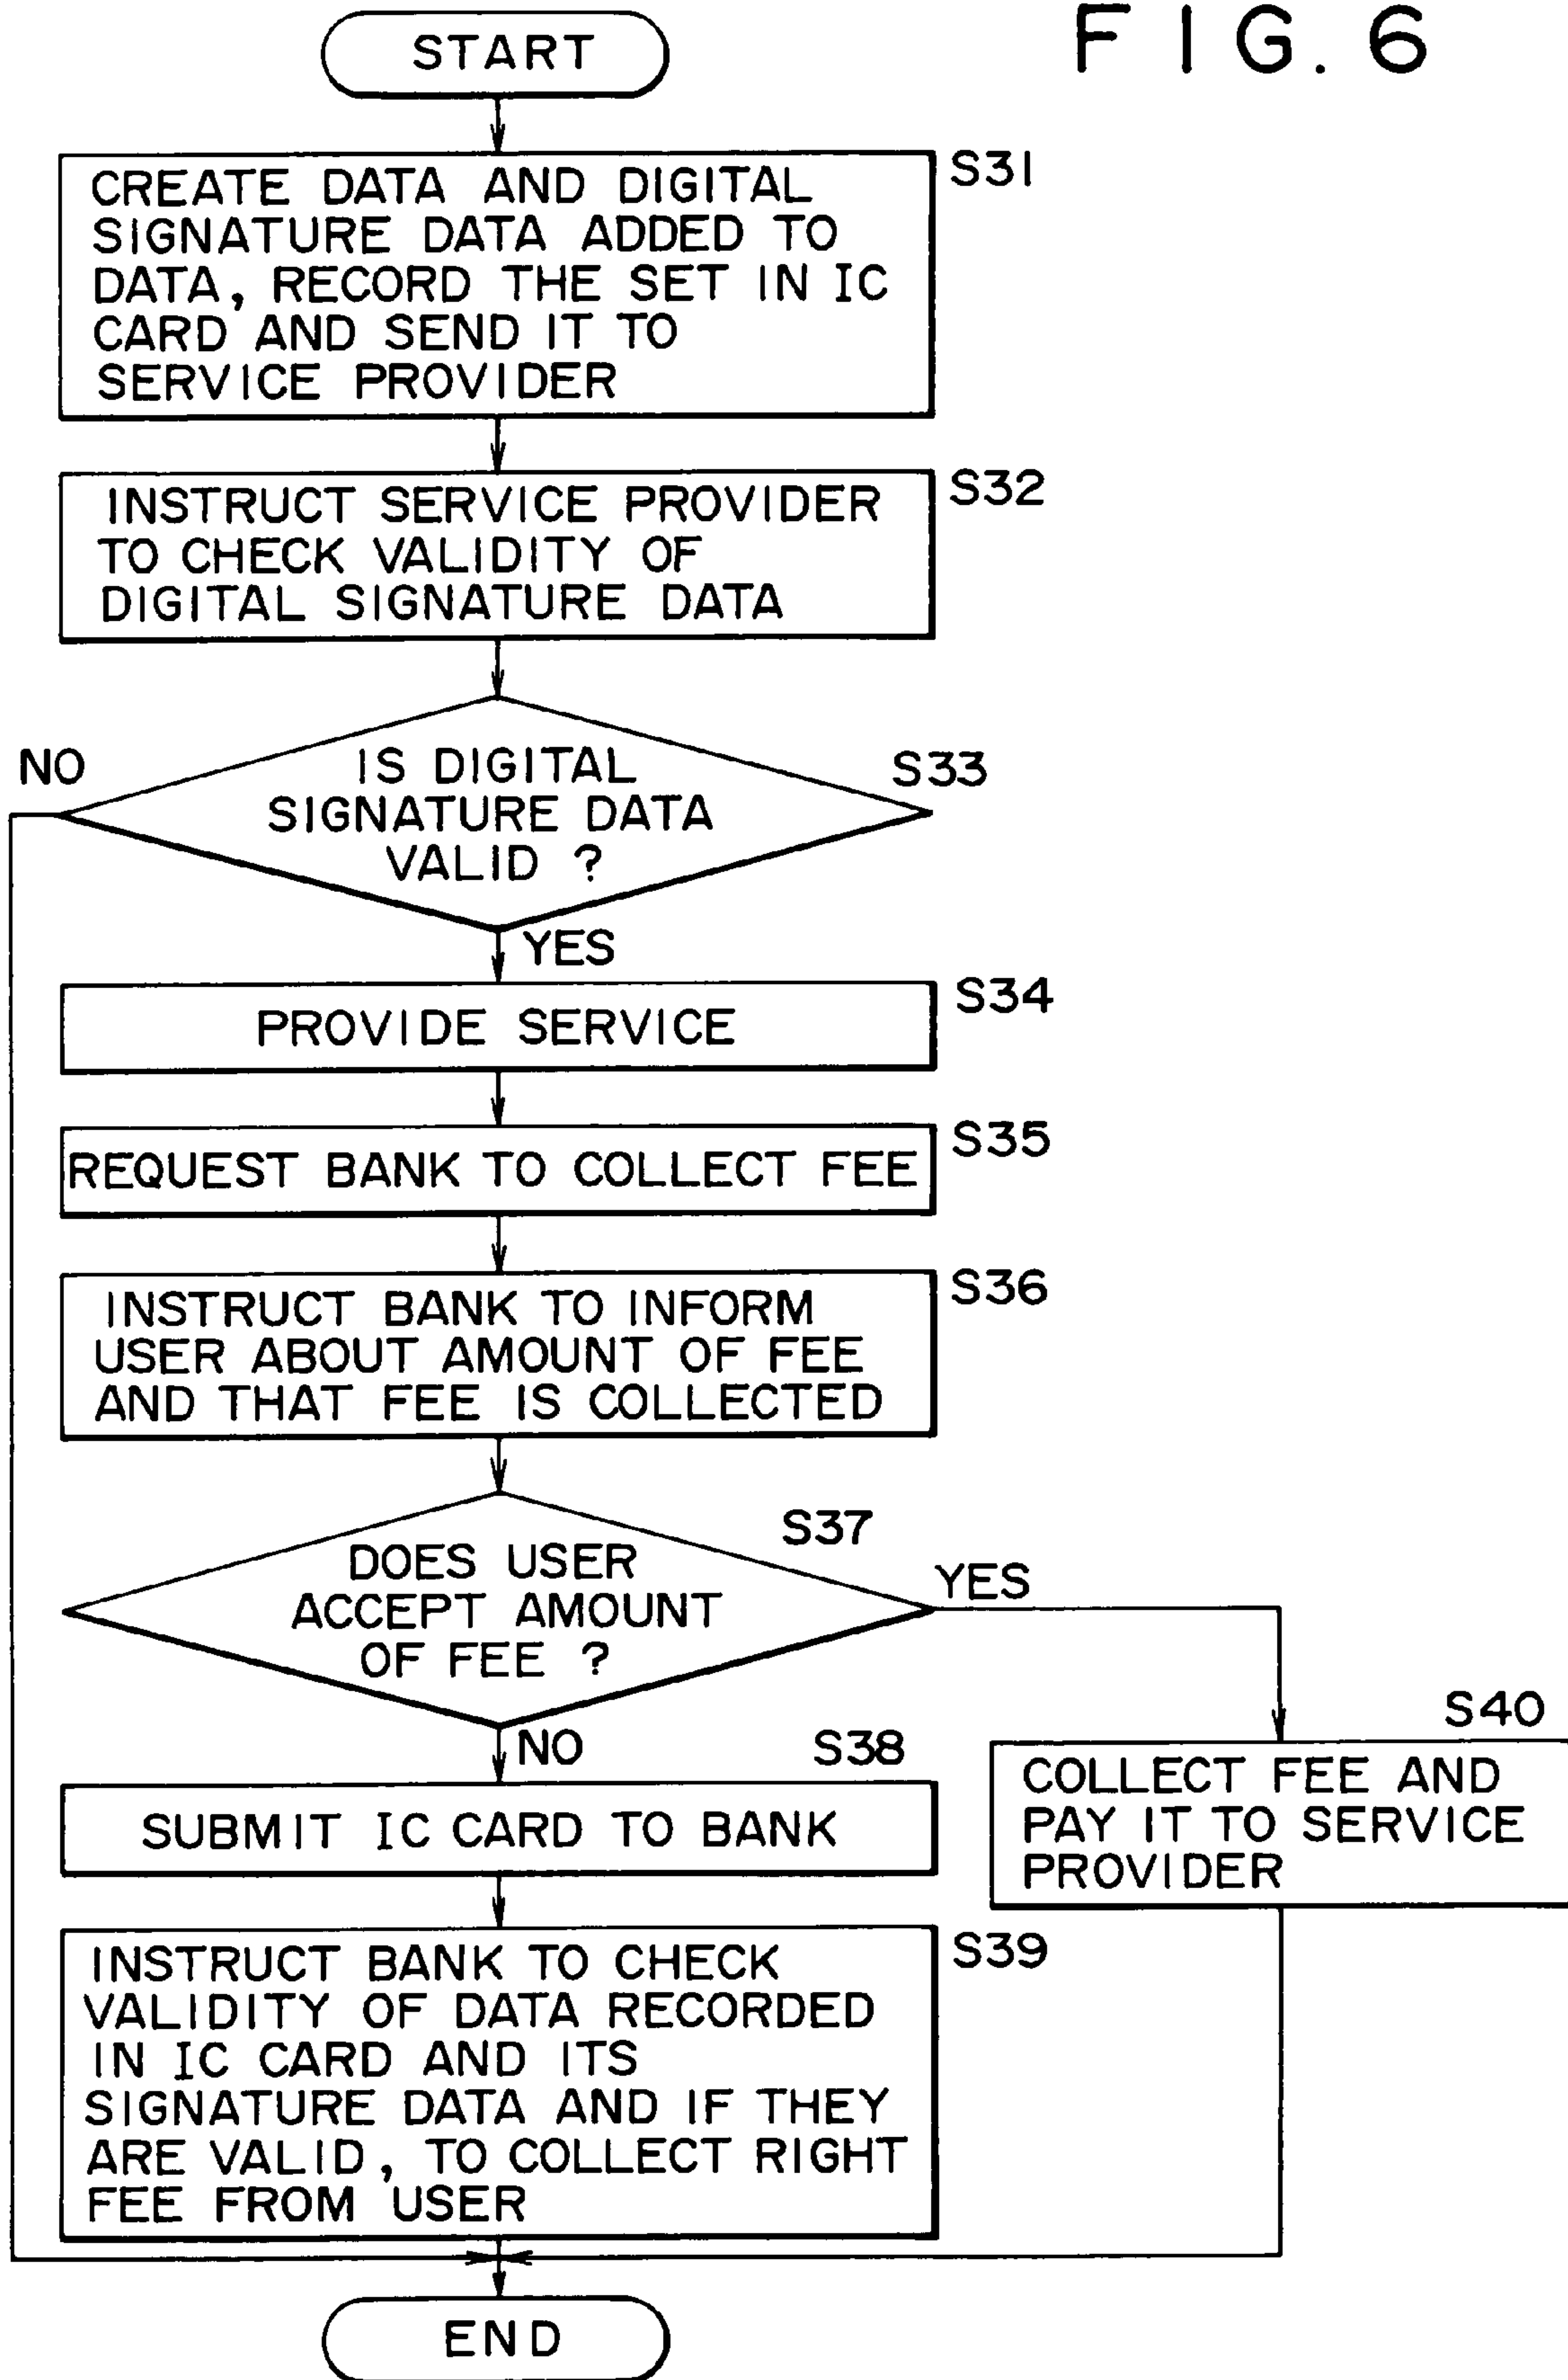 FIG. 6
START
S31
CREATE DATA AND DIGITAL
SIGNATURE DATA ADDED TO
DATA, RECORD THE SET IN IC
CARD AND SEND IT TO
SERVICE PROVIDER
S32
INSTRUCT SERVICE PROVIDER
TO CHECK VALIDITY OF
DIGITAL SIGNATURE DATA
NO
S33
IS DIGITAL
SIGNATURE DATA
VALID ?
YES
S34
PROVIDE SERVICE
S35
REQUEST BANK TO COLLECT FEE
S36
INSTRUCT BANK TO INFORM
USER ABOUT AMOUNT OF FEE
AND THAT FEE IS COLLECTED
S37
DOES USER
ACCEPT AMOUNT
OF FEE ?
YES
NO
S38
SUBMIT IC CARD TO BANK
S40
COLLECT FEE AND
PAY IT TO SERVICE
PROVIDER
S39
INSTRUCT BANK TO CHECK
VALIDITY OF DATA RECORDED
IN IC CARD AND ITS
SIGNATURE DATA AND IF THEY
ARE VALID, TO COLLECT RIGHT
FEE FROM USER
END